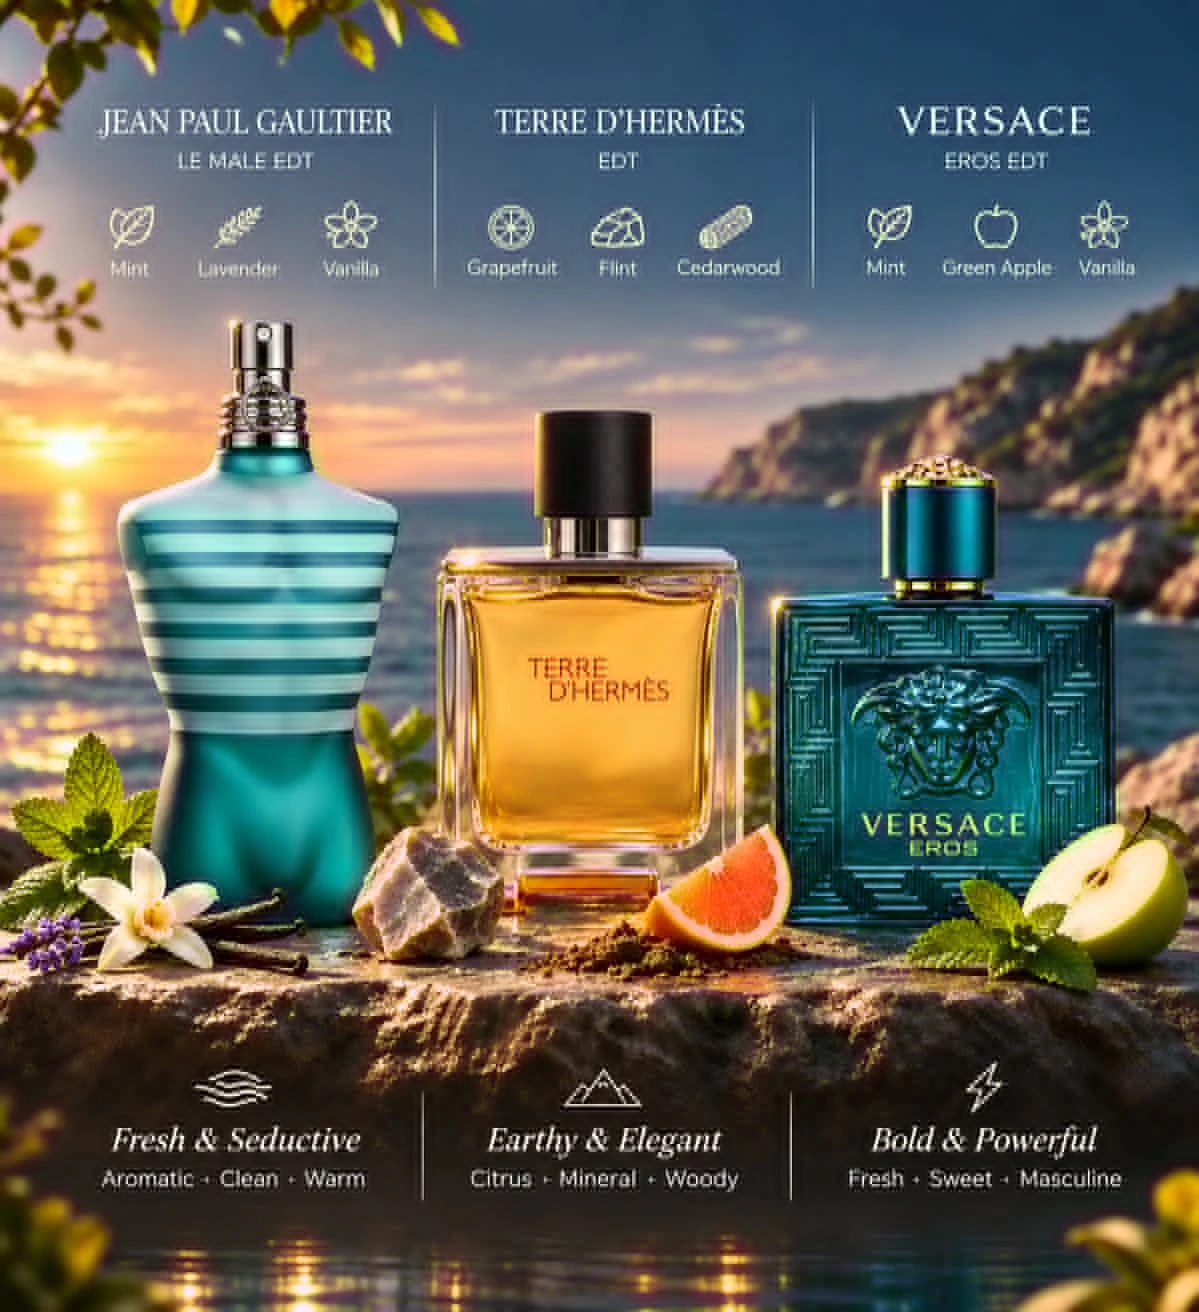 JEAN PAUL GAULTIER
LE MALE EDT
Mint
Lavender
Vanilla
TERRE D'HERMÈS
EDT
Grapefruit
Flint
Cedarwood
VERSACE
EROS EDT
Mint
Green Apple
Vanilla
TERRE
D'HERMÈS
VERSACE
EROS
Fresh & Seductive
Aromatic • Clean • Warm
Earthy & Elegant
Citrus • Mineral • Woody
Bold & Powerful
Fresh • Sweet • Masculine